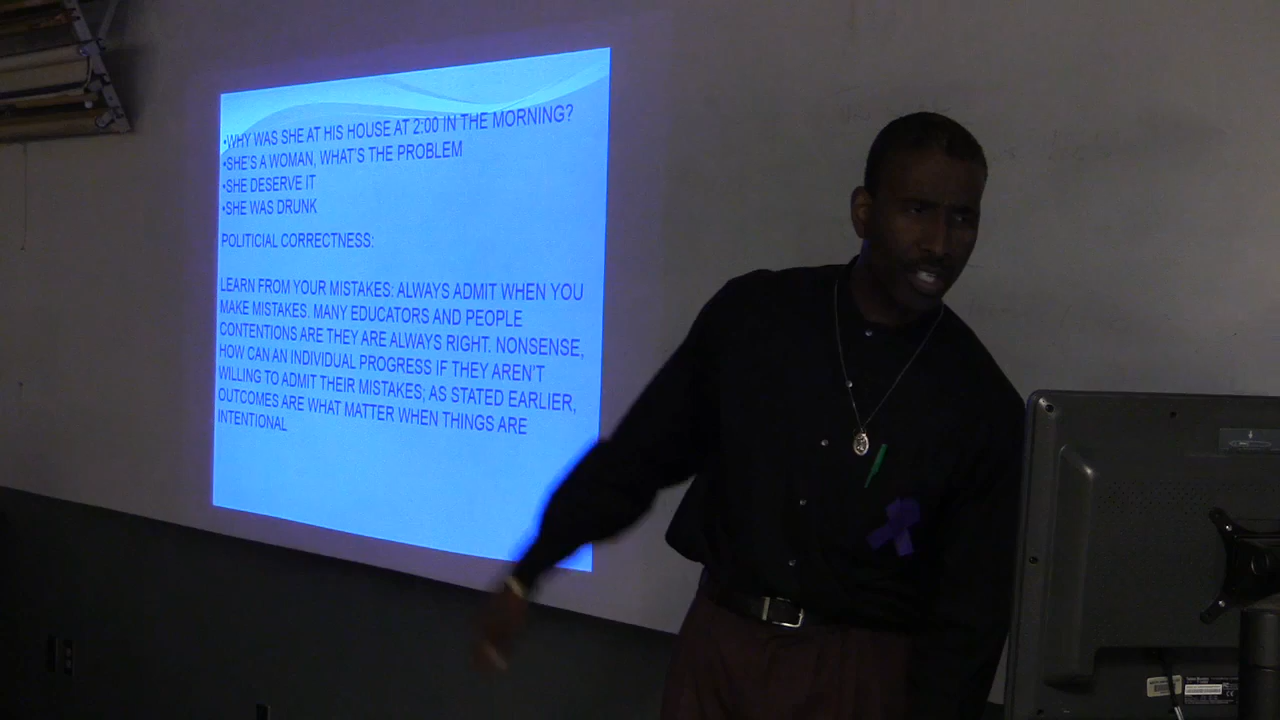 •WHY WAS SHE AT HIS HOUSE AT 2:00 IN THE MORNING?
•SHE'S A WOMAN, WHAT'S THE PROBLEM
•SHE DESERVE IT
•SHE WAS DRUNK
POLITICIAL CORRECTNESS:
LEARN FROM YOUR MISTAKES: ALWAYS ADMIT WHEN YOU
MAKE MISTAKES. MANY EDUCATORS AND PEOPLE
CONTENTIONS ARE THEY ARE ALWAYS RIGHT. NONSENSE,
HOW CAN AN INDIVIDUAL PROGRESS IF THEY AREN'T
WILLING TO ADMIT THEIR MISTAKES; AS STATED EARLIER,
OUTCOMES ARE WHAT MATTER WHEN THINGS ARE
INTENTIONAL